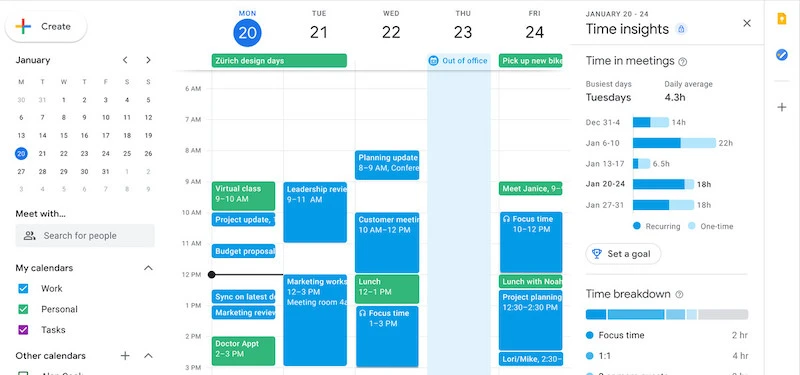 Create
January
M T W T F S S
30 31 1 2 3 4 5
6 7 8 9 10 11 12
13 14 15 16 17 18 19
20 21 22 23 24 25 26
27 28 29 30 31 1 2
3 4 5 6 7 8 9
Meet with...
Search for people
My calendars
Work
Personal
Tasks
Other calendars
MON TUE WED THU FRI
20 21 22 23 24
Zürich design days
Out of office
Pick up new bike
6 AM
7 AM
8 AM
9 AM
10 AM
11 AM
12 PM
1 PM
2 PM
3 PM
Virtual class
9–10 AM
Project update,
Budget proposal
Sync on latest de
Marketing review
Doctor Appt
2–3 PM
Leadership revie
9–11 AM
Marketing works
12–3 PM
Meeting room 4a
Planning update
8–9 AM, Confere
Customer meetin
10 AM–12 PM
Lunch
12–1 PM
Focus time
1–3 PM
Meet Janice, 9–
Focus time
10–12 PM
Lunch with Noah
Project planning
12:30–2:30 PM
Lori/Mike, 2:30–
JANUARY 20 - 24
Time insights
Time in meetings
Busiest days
Tuesdays
Daily average
4.3h
Dec 31-4 14h
Jan 6-10 22h
Jan 13-17 6.5h
Jan 20-24 18h
Jan 27-31 18h
Recurring One-time
Set a goal
Time breakdown
Focus time 2 hr
1:1 4 hr